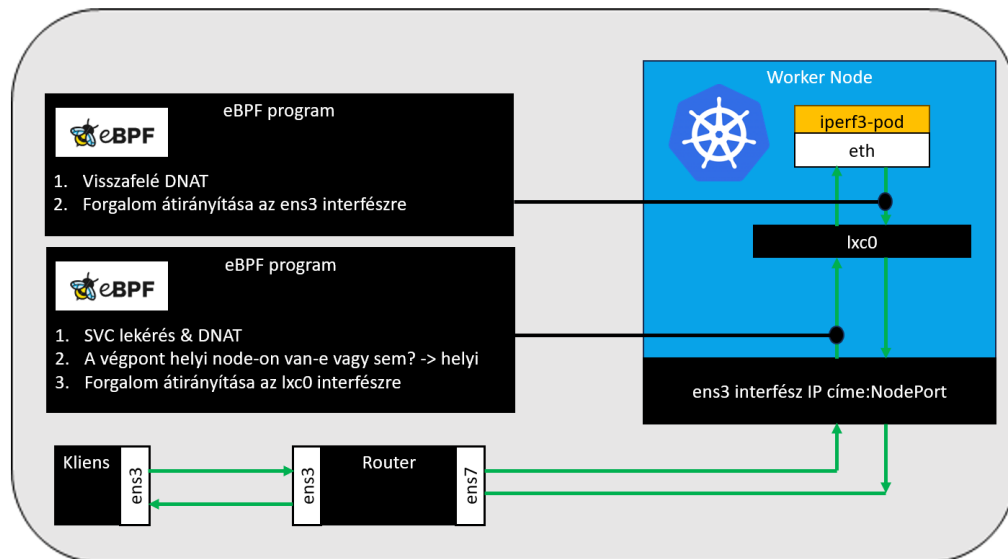 eBPF program
eBPF
1. Visszafelé DNAT
2. Forgalom átirányítása az ens3 interfészre
eBPF program
eBPF
1. SVC lekérés & DNAT
2. A végpont helyi node-on van-e vagy sem? -> helyi
3. Forgalom átirányítása az lxc0 interfészre
Worker Node
iperf3-pod
eth
lxc0
ens3 interfész IP címe:NodePort
Kliens
ens3
ens3
Router
ens7